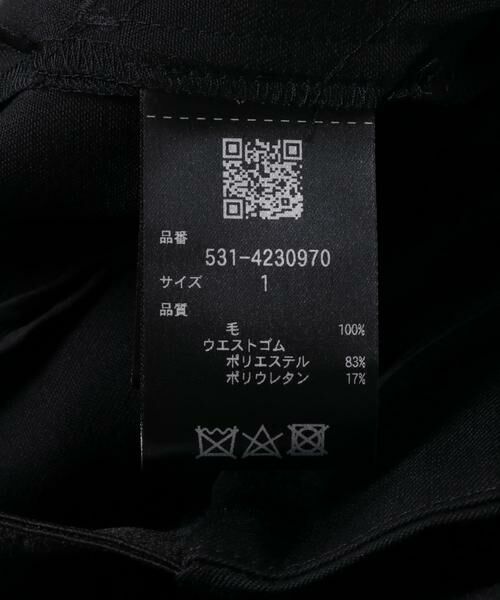 品番
531-4230970
サイズ 1
品質
毛 100%
ウエストゴム
ポリエステル 83%
ポリウレタン 17%